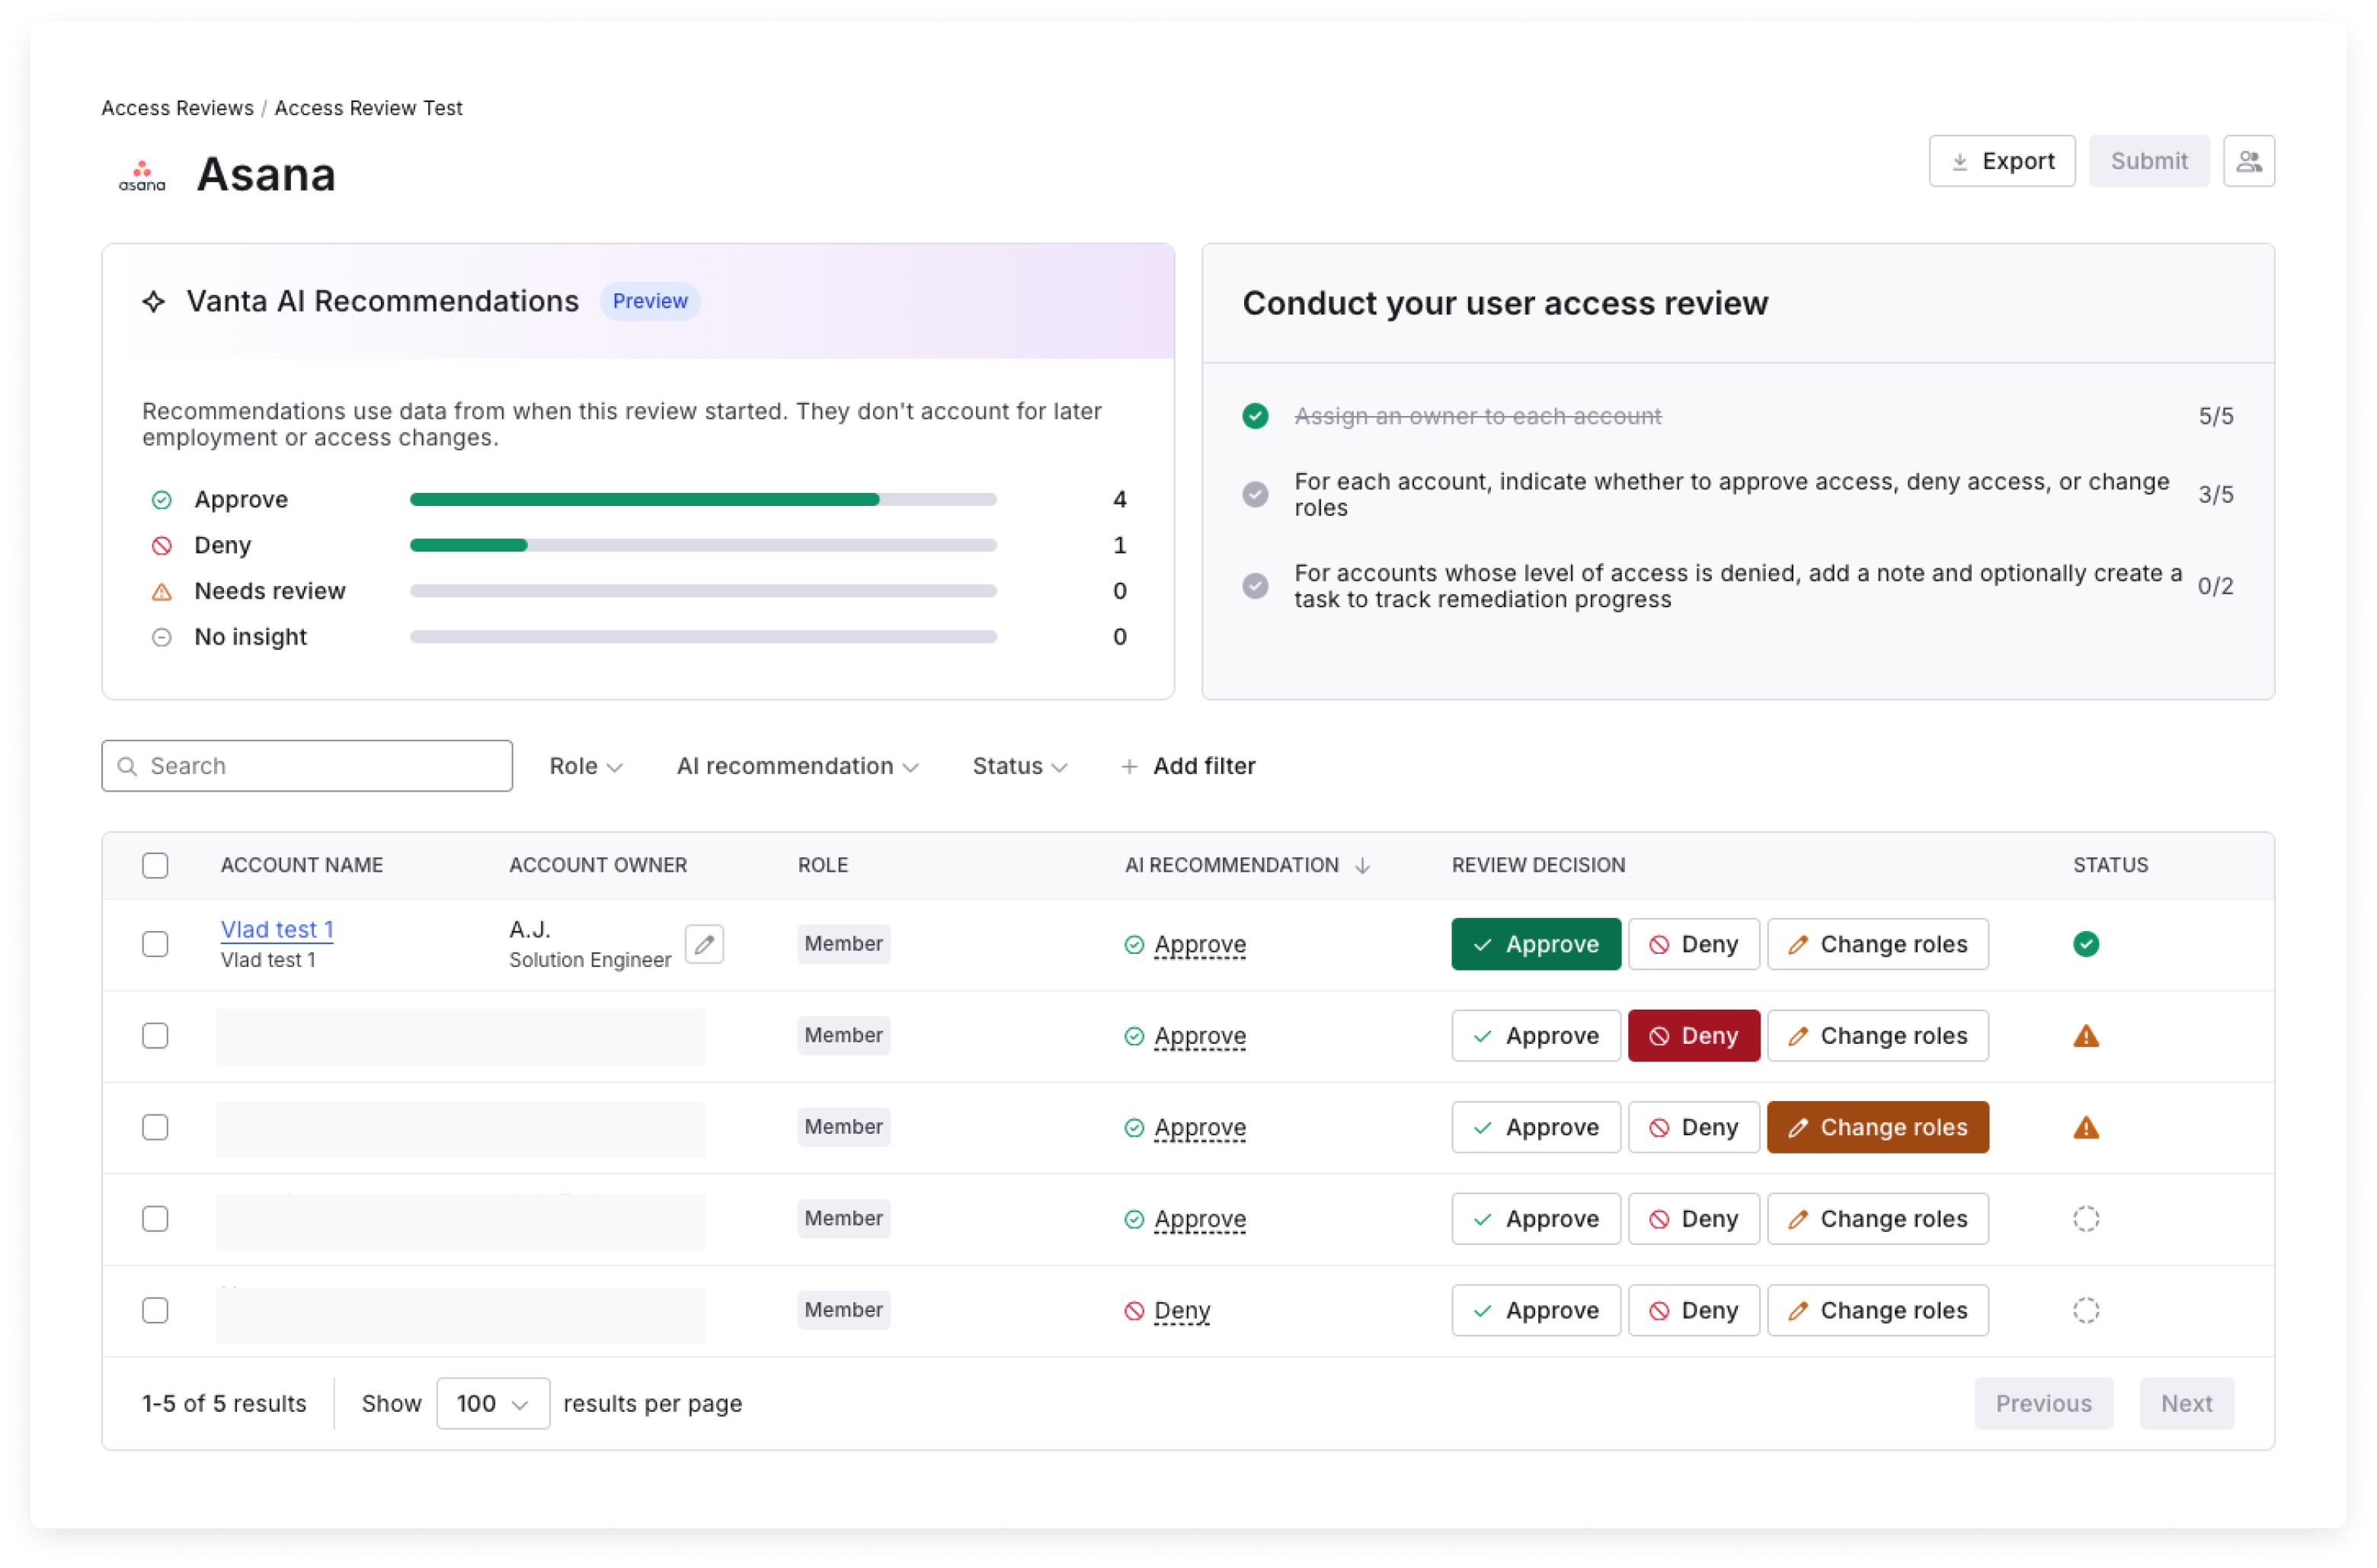 Access Reviews / Access Review Test
asana Asana
Export Submit
Vanta AI Recommendations Preview
Recommendations use data from when this review started. They don't account for later
employment or access changes.
Approve 4
Deny 1
Needs review 0
No insight 0
Conduct your user access review
Assign an owner to each account 5/5
For each account, indicate whether to approve access, deny access, or change
roles
3/5
For accounts whose level of access is denied, add a note and optionally create a
task to track remediation progress
0/2
Search Role AI recommendation Status + Add filter
ACCOUNT NAME ACCOUNT OWNER ROLE AI RECOMMENDATION REVIEW DECISION STATUS
Vlad test 1 A.J.
Vlad test 1 Solution Engineer Member Approve Approve Deny Change roles
Member Approve Approve Deny Change roles
Member Approve Approve Deny Change roles
Member Approve Approve Deny Change roles
Member Deny Approve Deny Change roles
1-5 of 5 results Show 100 results per page Previous Next